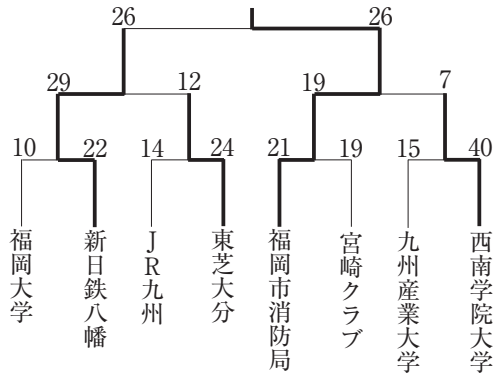 26 26
29 12 19 7
10 22 14 24 21 19 15 40
福岡大学
新日鉄八幡
JR九州
東芝大分
福岡市消防局
宮崎クラブ
九州産業大学
西南学院大学